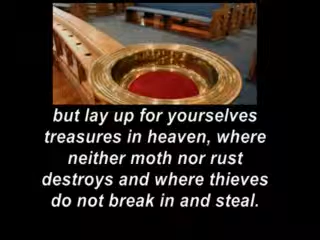 but lay up for yourselves
treasures in heaven, where
neither moth nor rust
destroys and where thieves
do not break in and steal.